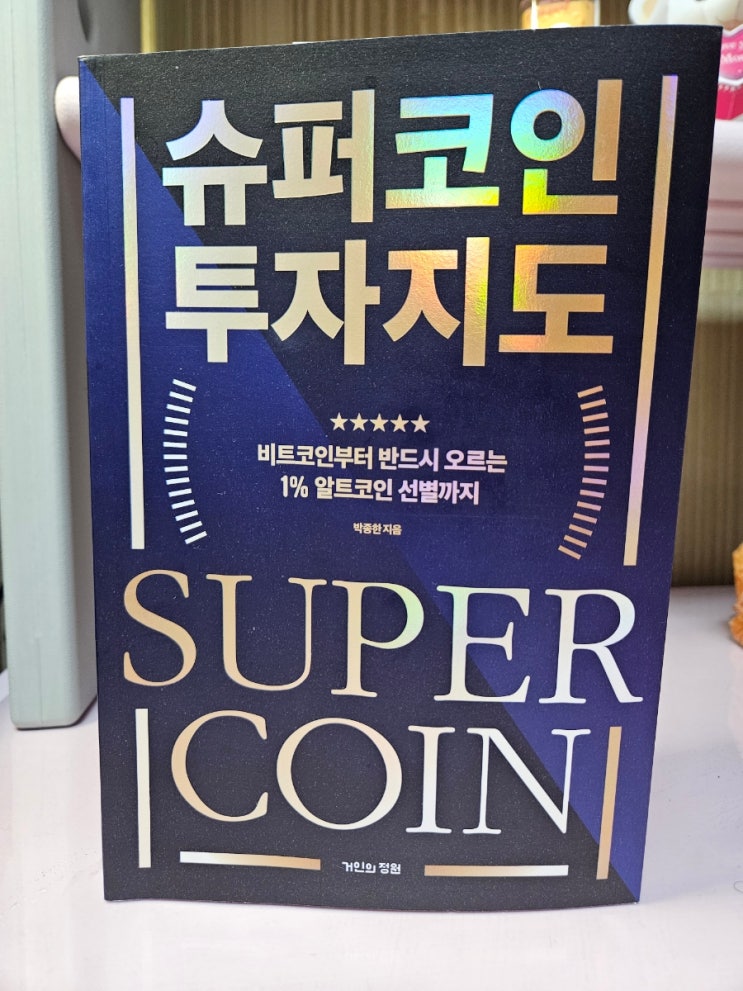 슈퍼코인
투자지도
★★★★★
비트코인부터 반드시 오르는
1% 알트코인 선별까지
박종한 지음
SUPER
COIN
거인의 정원